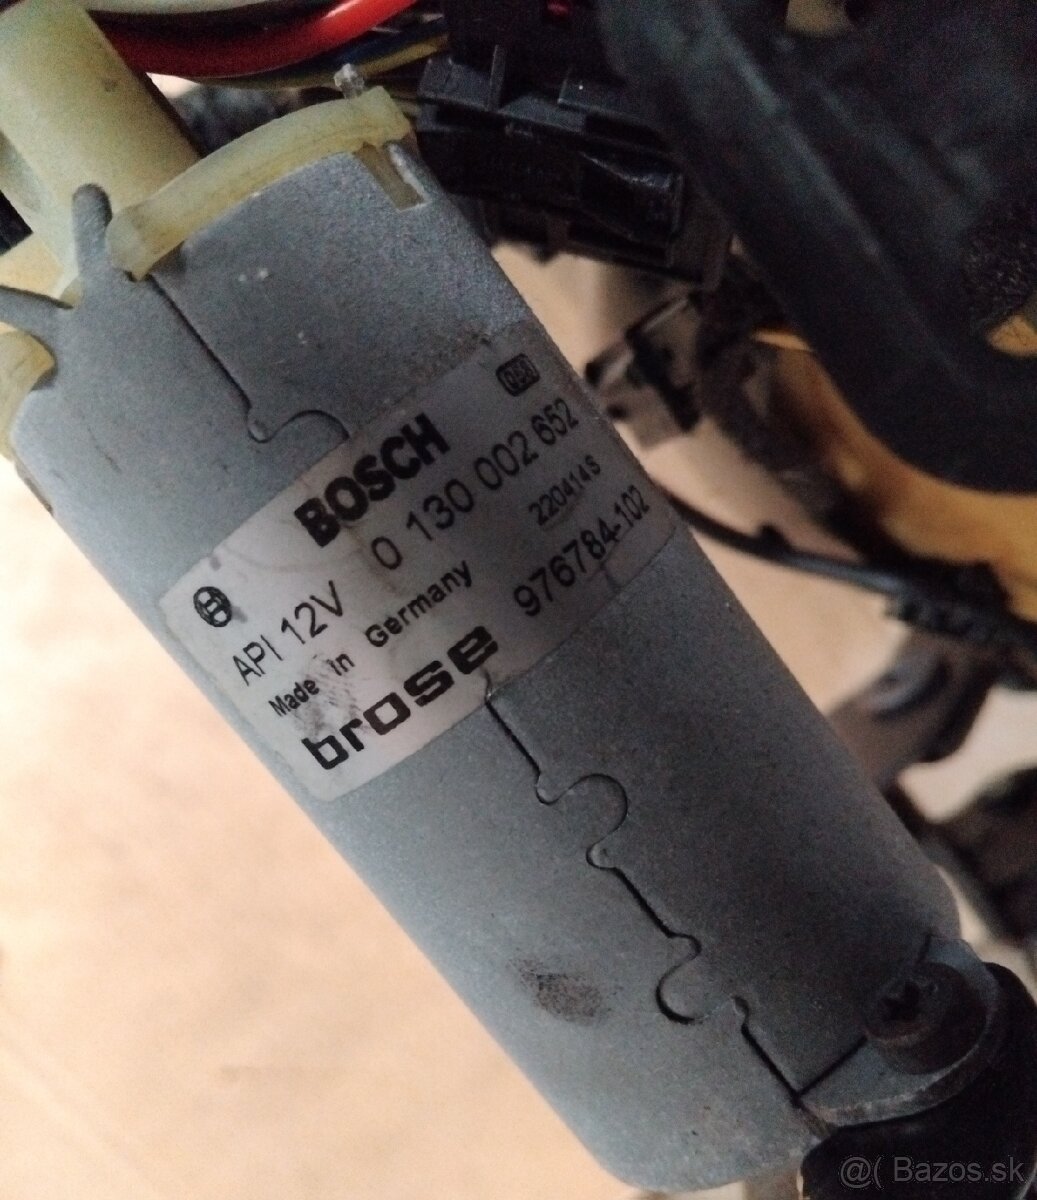 BOSCH
API 12V 0 130 002 652
Made in Germany 220414S
brose 976784-102
@( Bazos.sk